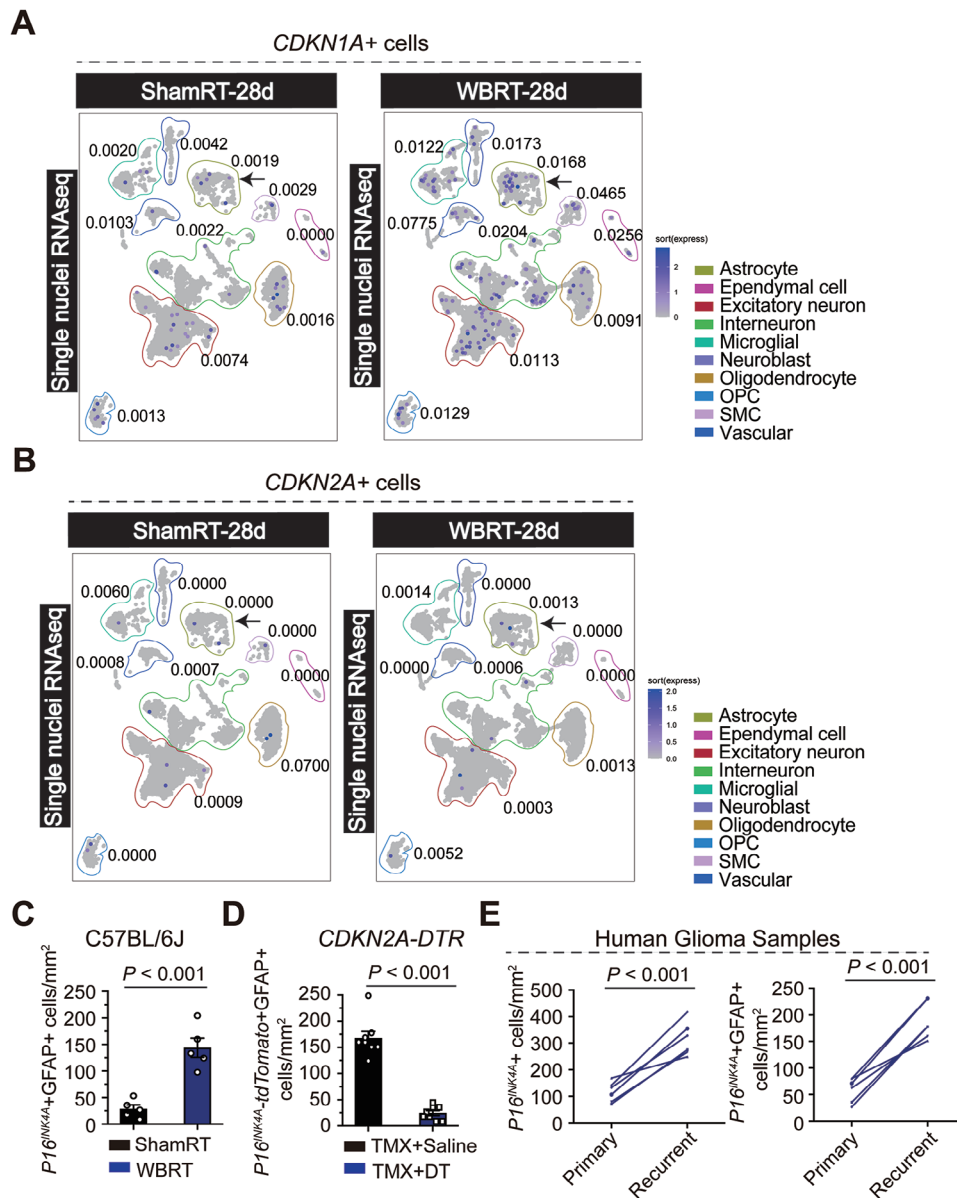 A
CDKN1A+ cells
ShamRT-28d
WBRT-28d
Single nuclei RNAseq
0.0020
0.0042
0.0019
0.0029
0.0103
0.0022
0.0000
0.0016
0.0074
0.0013
Single nuclei RNAseq
0.0122
0.0173
0.0168
0.0465
0.0775
0.0204
0.0256
0.0091
0.0113
0.0129
sort(express)
2
1
0
Astrocyte
Ependymal cell
Excitatory neuron
Interneuron
Microglial
Neuroblast
Oligodendrocyte
OPC
SMC
Vascular
B
CDKN2A+ cells
ShamRT-28d
WBRT-28d
Single nuclei RNAseq
0.0060
0.0000
0.0000
0.0000
0.0008
0.0007
0.0000
0.0700
0.0009
0.0000
Single nuclei RNAseq
0.0014
0.0000
0.0013
0.0000
0.0000
0.0006
0.0000
0.0013
0.0003
0.0052
sort(express)
2.0
1.5
1.0
0.5
0.0
Astrocyte
Ependymal cell
Excitatory neuron
Interneuron
Microglial
Neuroblast
Oligodendrocyte
OPC
SMC
Vascular
C
C57BL/6J
P < 0.001
P16^INK4A+GFAP+ cells/mm²
250
200
150
100
50
0
ShamRT
WBRT
D
CDKN2A-DTR
P < 0.001
P16^INK4A-tdTomato+GFAP+
cells/mm²
250
200
150
100
50
0
TMX+Saline
TMX+DT
E
Human Glioma Samples
P < 0.001
P16^INK4A+ cells/mm²
500
400
300
200
100
0
Primary
Recurrent
P < 0.001
P16^INK4A+GFAP+
cells/mm²
250
200
150
100
50
0
Primary
Recurrent